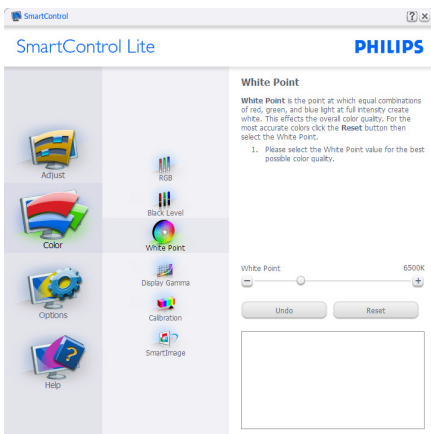 SmartControl
SmartControl Lite
PHILIPS
Adjust
Color
Options
Help
RGB
Black Level
White Point
Display Gamma
Calibration
SmartImage
White Point
White Point is the point at which equal combinations
of red, green, and blue light at full intensity create
white. This effects the overall color quality. For the
most accurate colors click the Reset button then
select the White Point.
1. Please select the White Point value for the best
possible color quality.
White Point 6500K
Undo Reset